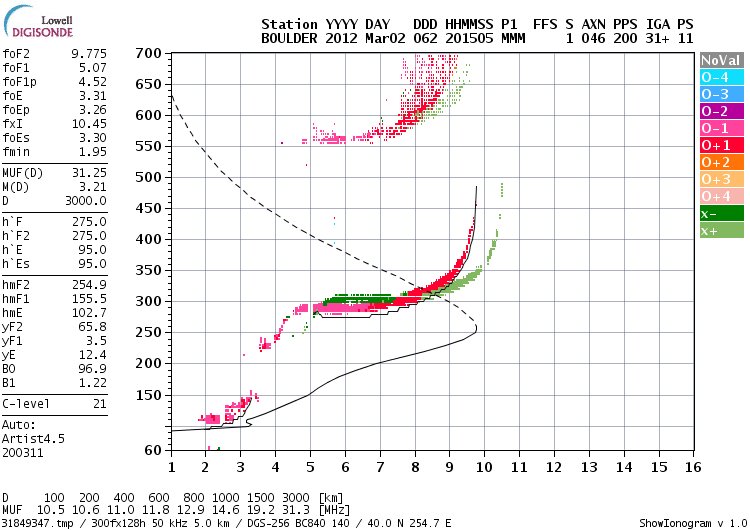 Lowell
DIGISONDE
Station YYYY DAY DDD HHMMSS P1 FFS S AXN PPS IGA PS
BOULDER 2012 Mar02 062 201505 MMM 1 046 200 31+ 11
foF2 9.775
foF1 5.07
foF1p 4.52
foE 3.31
foEp 3.26
fxI 10.45
foEs 3.30
fmin 1.95
MUF(D) 31.25
M(D) 3.21
D 3000.0
h`F 275.0
h`F2 275.0
h`E 95.0
h`Es 95.0
hmF2 254.9
hmF1 155.5
hmE 102.7
yF2 65.8
yF1 3.5
yE 12.4
B0 96.9
B1 1.22
C-level 21
Auto:
Artist4.5
200311
700
650
600
550
500
450
400
350
300
250
200
150
60
1 2 3 4 5 6 7 8 9 10 11 12 13 14 15 16
NoVal
O-4
O-3
O-2
O-1
O+1
O+2
O+3
O+4
X-
X+
D 100 200 400 600 800 1000 1500 3000 [km]
MUF 10.5 10.6 11.0 11.8 12.9 14.6 19.2 31.3 [MHz]
31849347.tmp / 300fx128h 50 kHz 5.0 km / DGS-256 BC840 140 / 40.0 N 254.7 E
ShowIonogram v 1.0